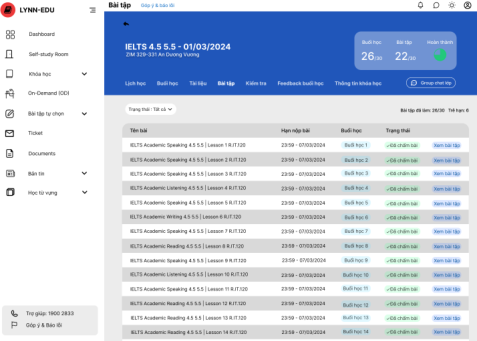 LYNN-EDU
Bài tập Góp ý & Báo lỗi
Dashboard
Self-study Room
Khóa học
On-Demand (OD)
Bài tập tự chọn
Ticket
Documents
Bản tin
Học từ vựng
Trợ giúp: 1900 2833
Góp ý & Báo lỗi
IELTS 4.5 5.5 - 01/03/2024
ZIM 329-331 An Dương Vương
Buổi học Bài tập Hoàn thành
26/30 22/30
Lịch học Buổi học Tài liệu Bài tập Kiểm tra Feedback buổi học Thông tin khóa học Group chat lớp
Trạng thái : Tất cả Bài tập đã làm: 26/30 Trễ hạn: 6
Tên bài Hạn nộp bài Buổi học Trạng thái
IELTS Academic Speaking 4.5 5.5 | Lesson 1 R.IT.120 23:59 - 07/03/2024 Buổi học 1 ✓Đã chấm bài Xem bài tập
IELTS Academic Speaking 4.5 5.5 | Lesson 2 R.IT.120 23:59 - 07/03/2024 Buổi học 2 ✓Đã chấm bài Xem bài tập
IELTS Academic Speaking 4.5 5.5 | Lesson 3 R.IT.120 23:59 - 07/03/2024 Buổi học 3 ✓Đã chấm bài Xem bài tập
IELTS Academic Listening 4.5 5.5 | Lesson 4 R.IT.120 23:59 - 07/03/2024 Buổi học 4 ✓Đã chấm bài Xem bài tập
IELTS Academic Speaking 4.5 5.5 | Lesson 5 R.IT.120 23:59 - 07/03/2024 Buổi học 5 ✓Đã chấm bài Xem bài tập
IELTS Academic Writing 4.5 5.5 | Lesson 6 R.IT.120 23:59 - 07/03/2024 Buổi học 6 ✓Đã chấm bài Xem bài tập
IELTS Academic Speaking 4.5 5.5 | Lesson 7 R.IT.120 23:59 - 07/03/2024 Buổi học 7 ✓Đã chấm bài Xem bài tập
IELTS Academic Reading 4.5 5.5 | Lesson 8 R.IT.120 23:59 - 07/03/2024 Buổi học 8 ✓Đã chấm bài Xem bài tập
IELTS Academic Speaking 4.5 5.5 | Lesson 9 R.IT.120 23:59 - 07/03/2024 Buổi học 9 ✓Đã chấm bài Xem bài tập
IELTS Academic Listening 4.5 5.5 | Lesson 10 R.IT.120 23:59 - 07/03/2024 Buổi học 10 ✓Đã chấm bài Xem bài tập
IELTS Academic Speaking 4.5 5.5 | Lesson 11 R.IT.120 23:59 - 07/03/2024 Buổi học 11 ✓Đã chấm bài Xem bài tập
IELTS Academic Reading 4.5 5.5 | Lesson 12 R.IT.120 23:59 - 07/03/2024 Buổi học 12 ✓Đã chấm bài Xem bài tập
IELTS Academic Reading 4.5 5.5 | Lesson 13 R.IT.120 23:59 - 07/03/2024 Buổi học 13 ✓Đã chấm bài Xem bài tập
IELTS Academic Reading 4.5 5.5 | Lesson 14 R.IT.120 23:59 - 07/03/2024 Buổi học 14 ✓Đã chấm bài Xem bài tập